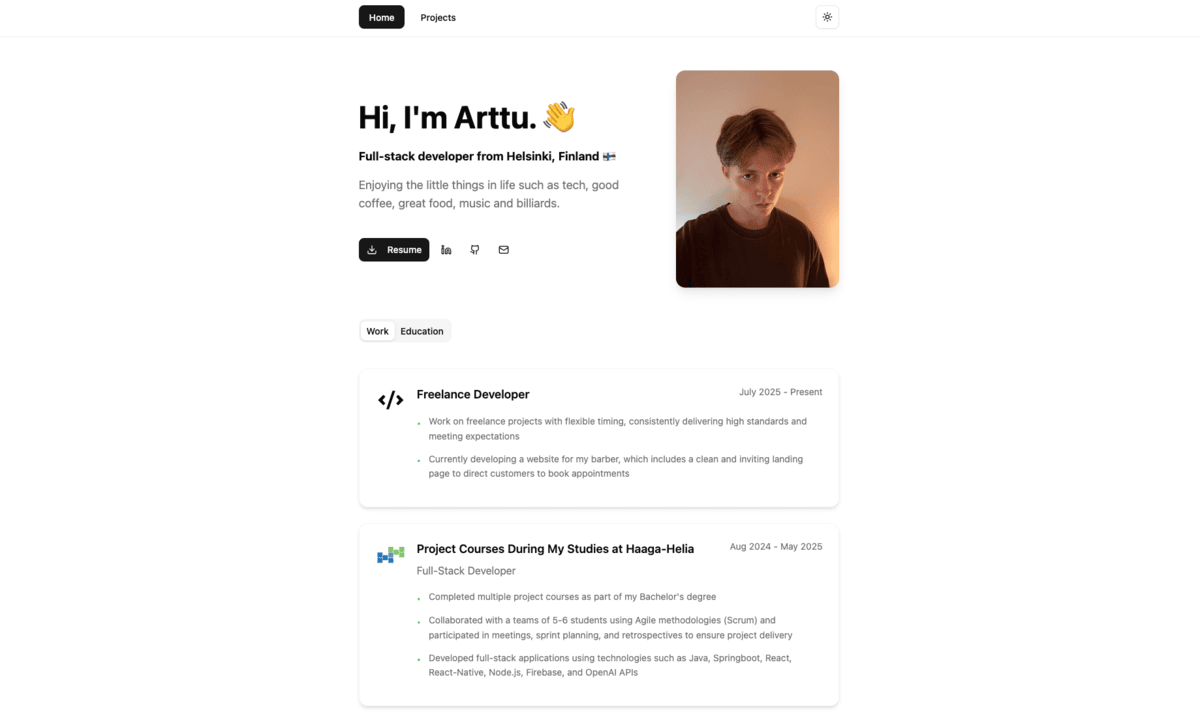 Home
Projects
Hi, I'm Arttu. 👋
Full-stack developer from Helsinki, Finland 🇫🇮
Enjoying the little things in life such as tech, good
coffee, great food, music and billiards.
Resume
Work
Education
Freelance Developer
July 2025 - Present
Work on freelance projects with flexible timing, consistently delivering high standards and
meeting expectations
Currently developing a website for my barber, which includes a clean and inviting landing
page to direct customers to book appointments
Project Courses During My Studies at Haaga-Helia
Aug 2024 - May 2025
Full-Stack Developer
Completed multiple project courses as part of my Bachelor's degree
Collaborated with a teams of 5-6 students using Agile methodologies (Scrum) and
participated in meetings, sprint planning, and retrospectives to ensure project delivery
Developed full-stack applications using technologies such as Java, Springboot, React,
React-Native, Node.js, Firebase, and OpenAI APIs